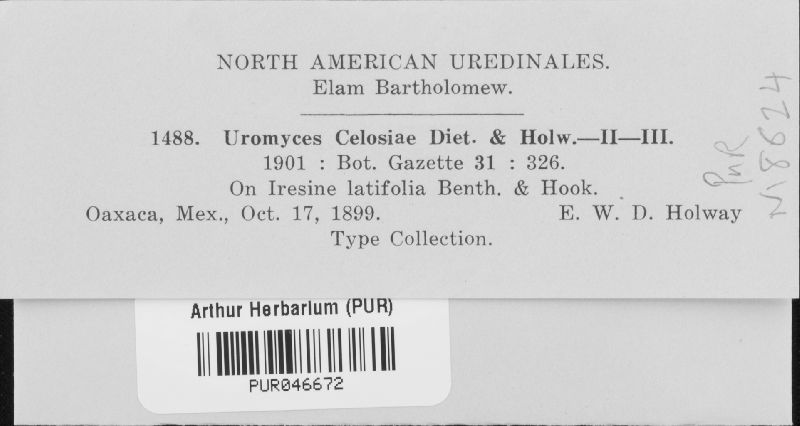 NORTH AMERICAN UREDINALES.
Elam Bartholomew.
1488. Uromyces Celosiae Diet. & Holw.—II—III.
1901 : Bot. Gazette 31 : 326.
On Iresine latifolia Benth. & Hook.
Oaxaca, Mex., Oct. 17, 1899. E. W. D. Holway
Type Collection.
PUR
N18624
Arthur Herbarium (PUR)
PUR046672